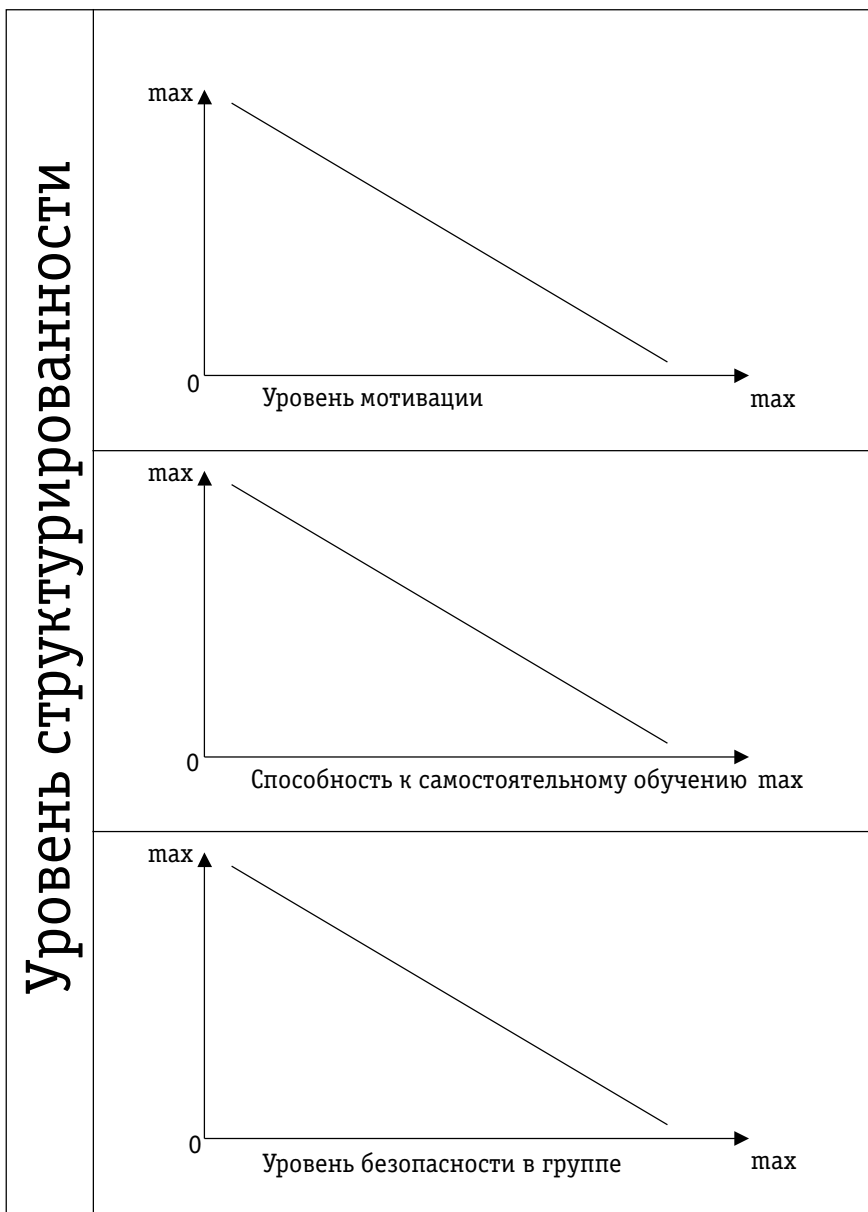 Уровень структурированности
max
0
Уровень мотивации
max
max
0
Способность к самостоятельному обучению max
max
0
Уровень безопасности в группе
max